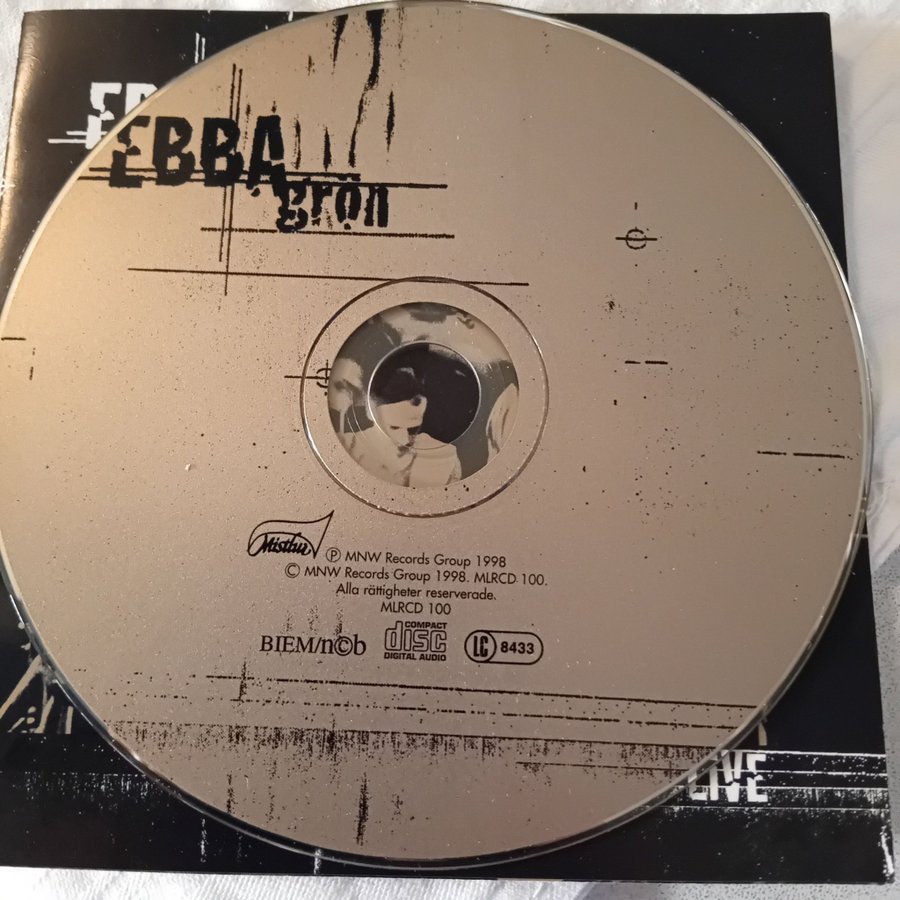 EB
EBBA
grön
Mistlur
Ⓟ MNW Records Group 1998
© MNW Records Group 1998. MLRCD 100.
Alla rättigheter reserverade.
MLRCD 100
BIEM/n©b
COMPACT
disc
DIGITAL AUDIO
LC 8433
LIVE